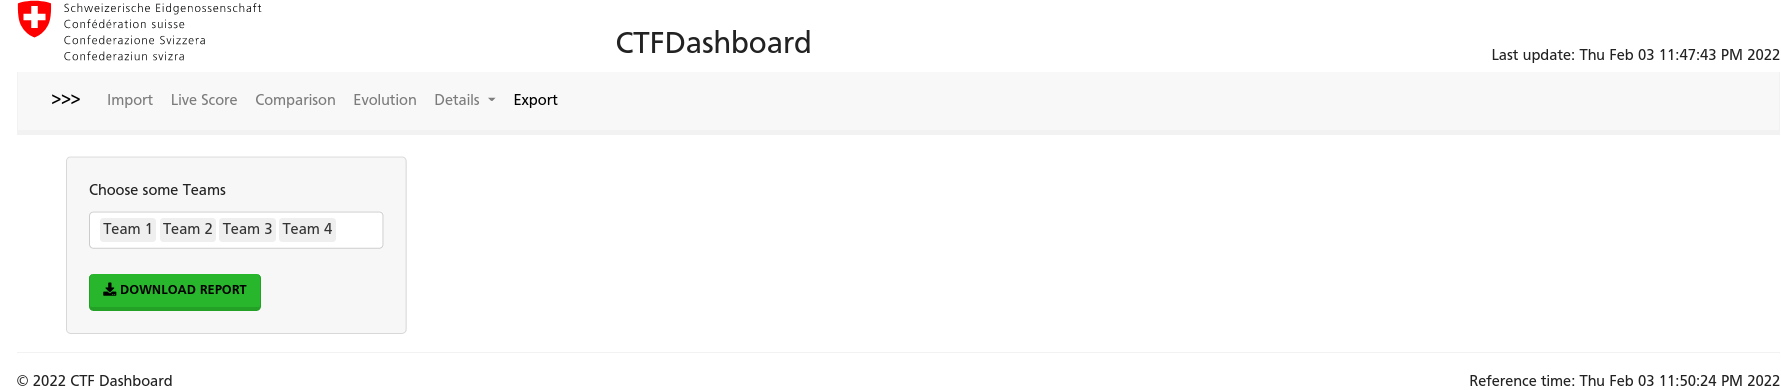 Schweizerische Eidgenossenschaft
Confédération suisse
Confederazione Svizzera
Confederaziun svizra
CTFDashboard
Last update: Thu Feb 03 11:47:43 PM 2022
>>> Import Live Score Comparison Evolution Details Export
Choose some Teams
Team 1 Team 2 Team 3 Team 4
DOWNLOAD REPORT
© 2022 CTF Dashboard
Reference time: Thu Feb 03 11:50:24 PM 2022